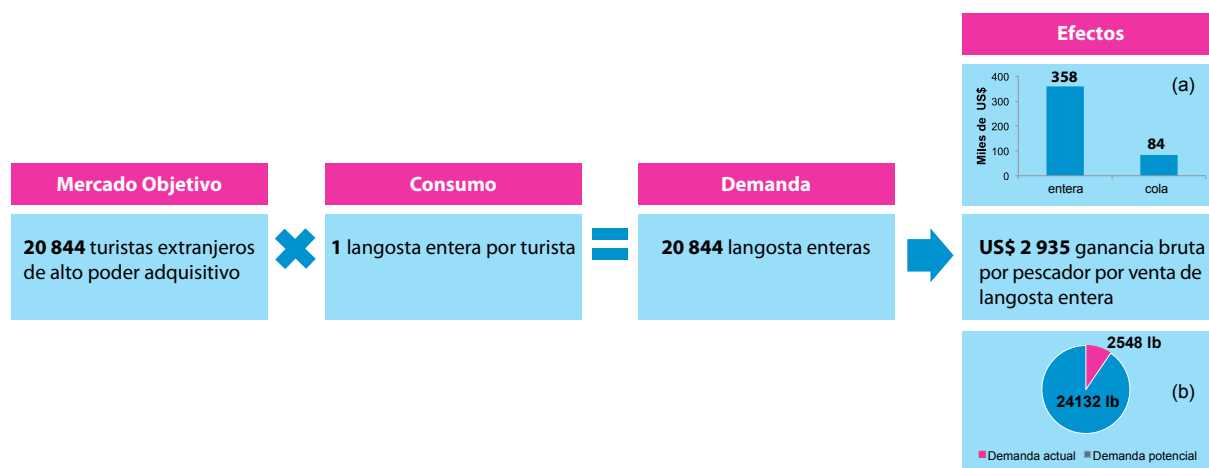 Mercado Objetivo
20 844 turistas extranjeros
de alto poder adquisitivo
Consumo
1 langosta entera por turista
Demanda
20 844 langosta enteras
Efectos
(a)
Miles de US$
400
300
200
100
0
358
84
entera
cola
US$ 2 935 ganancia bruta
por pescador por venta de
langosta entera
2548 lb
24132 lb
(b)
Demanda actual
Demanda potencial